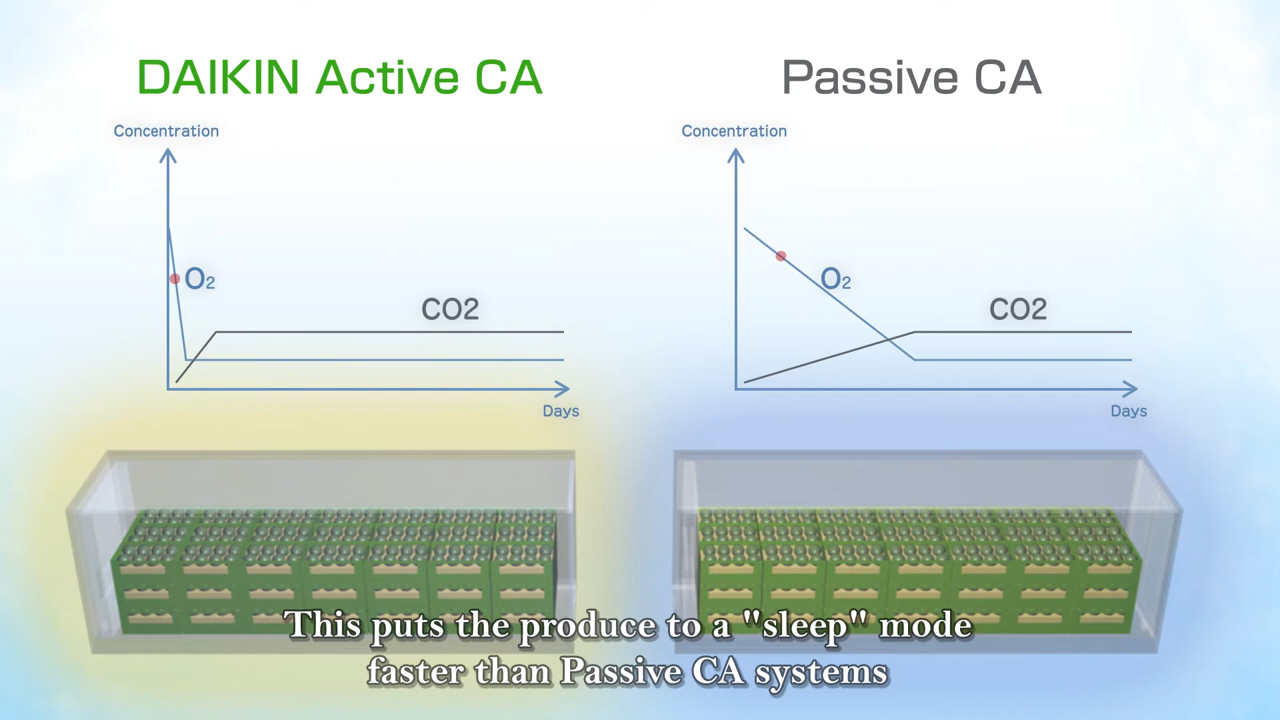 DAIKIN Active CA
Concentration
O2
CO2
Days
Passive CA
Concentration
O2
CO2
Days
This puts the produce to a "sleep" mode
faster than Passive CA systems